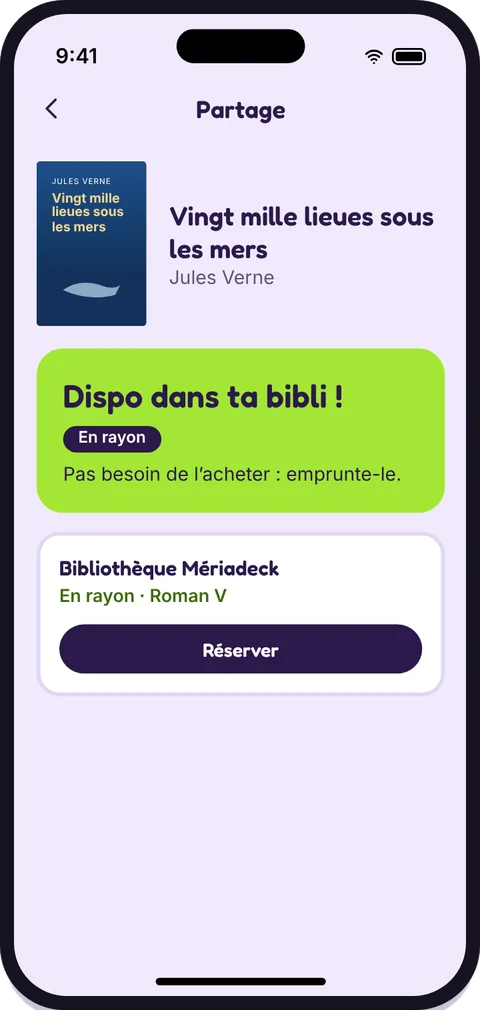 9:41
Partage
JULES VERNE
Vingt mille
lieues sous
les mers
Vingt mille lieues sous
les mers
Jules Verne
Dispo dans ta bibli !
En rayon
Pas besoin de l’acheter : emprunte-le.
Bibliothèque Mériadeck
En rayon · Roman V
Réserver